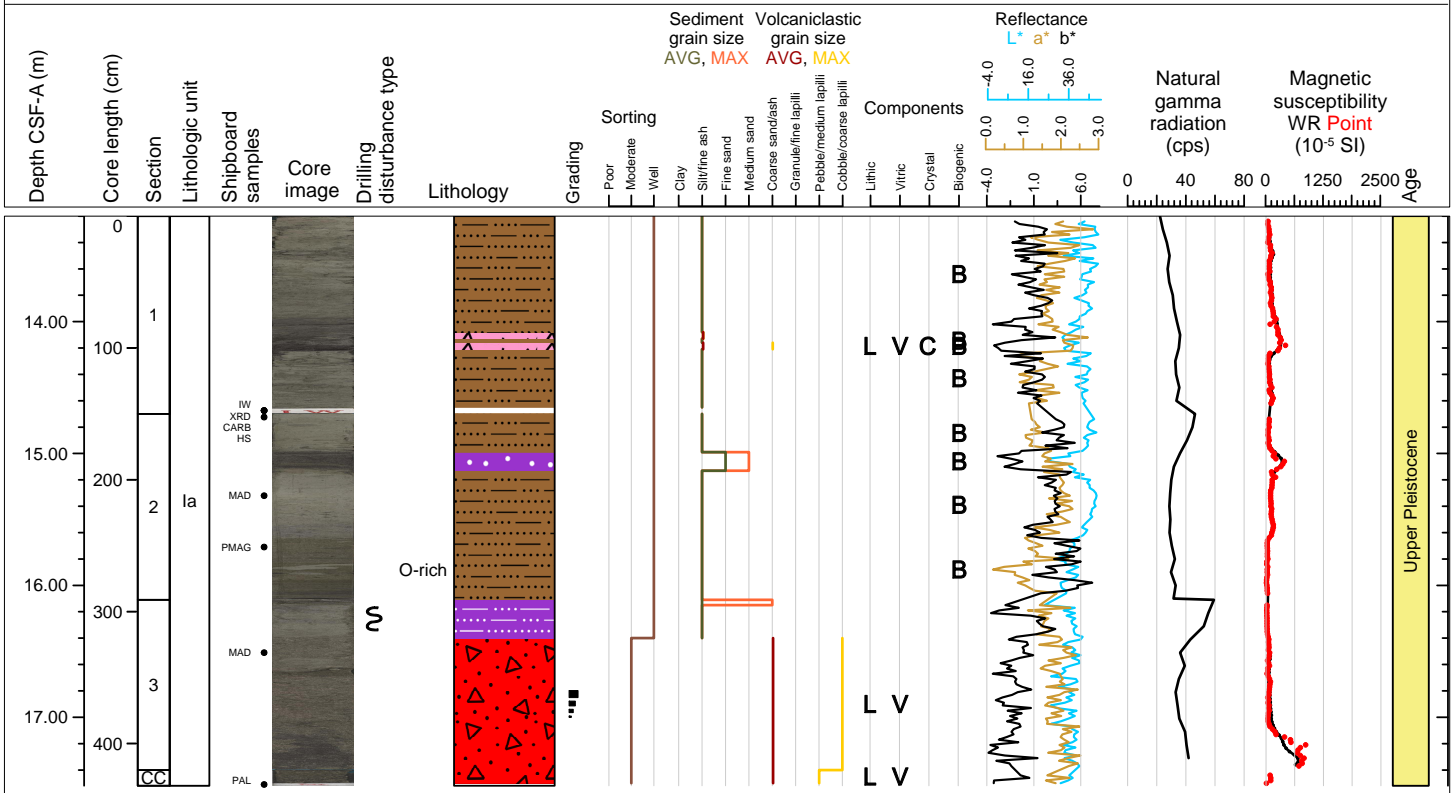 Depth CSF-A (m)
Core length (cm)
Section
Lithologic unit
Shipboard
samples
Core
image
Drilling
disturbance type
Lithology
Grading
Sorting
Poor
Moderate
Well
Sediment
grain size
AVG, MAX
Volcaniclastic
grain size
AVG, MAX
Clay
Silt/fine ash
Fine sand
Medium sand
Coarse sand/ash
Granule/fine lapilli
Pebble/medium lapilli
Cobble/coarse lapilli
Components
Lithic
Vitric
Crystal
Biogenic
Reflectance
L* a* b*
-4.0 16.0 36.0
0.0 1.0 2.0 3.0
-4.0 1.0 6.0
Natural
gamma
radiation
(cps)
0 40 80
Magnetic
susceptibility
WR Point
(10-5 SI)
0 1250 2500
Age
14.00
15.00
16.00
17.00
0
100
200
300
400
1
2
3
CC
Ia
IW
XRD
CARB
HS
MAD
PMAG
MAD
PAL
IW
O-rich
B
B
L V C B
B
B
B
B
B
L V
L V
Upper Pleistocene